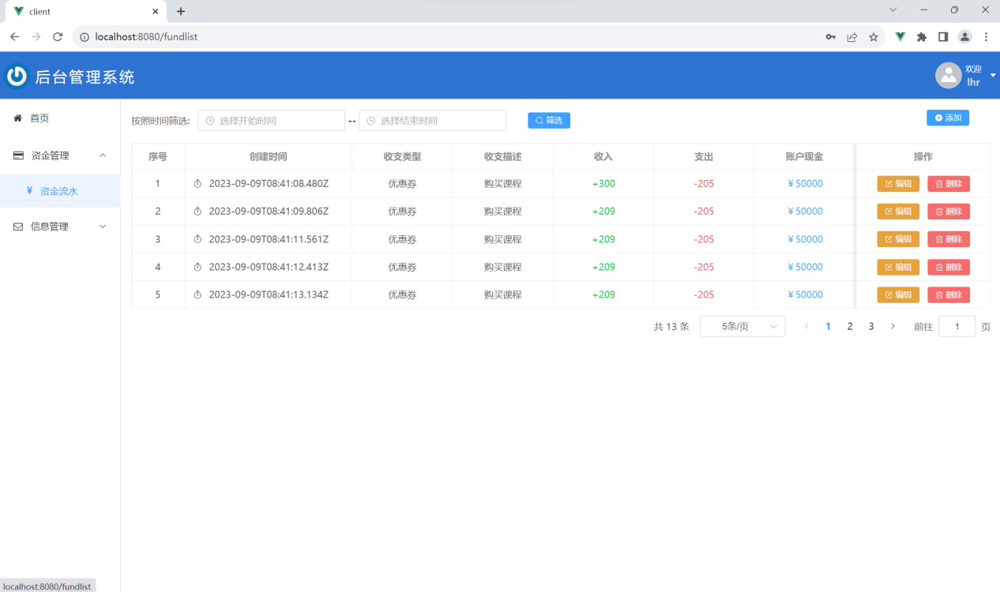 client
localhost:8080/fundlist
后台管理系统
欢迎
lhr
首页
资金管理
¥ 资金流水
信息管理
按照时间筛选: 选择开始时间 -- 选择结束时间 筛选 添加
序号 创建时间 收支类型 收支描述 收入 支出 账户现金 操作
1 2023-09-09T08:41:08.480Z 优惠券 购买课程 +300 -205 ¥50000 编辑 删除
2 2023-09-09T08:41:09.806Z 优惠券 购买课程 +209 -205 ¥50000 编辑 删除
3 2023-09-09T08:41:11.561Z 优惠券 购买课程 +209 -205 ¥50000 编辑 删除
4 2023-09-09T08:41:12.413Z 优惠券 购买课程 +209 -205 ¥50000 编辑 删除
5 2023-09-09T08:41:13.134Z 优惠券 购买课程 +209 -205 ¥50000 编辑 删除
共 13 条 5条/页 1 2 3 前往 1 页
localhost:8080/fundlist